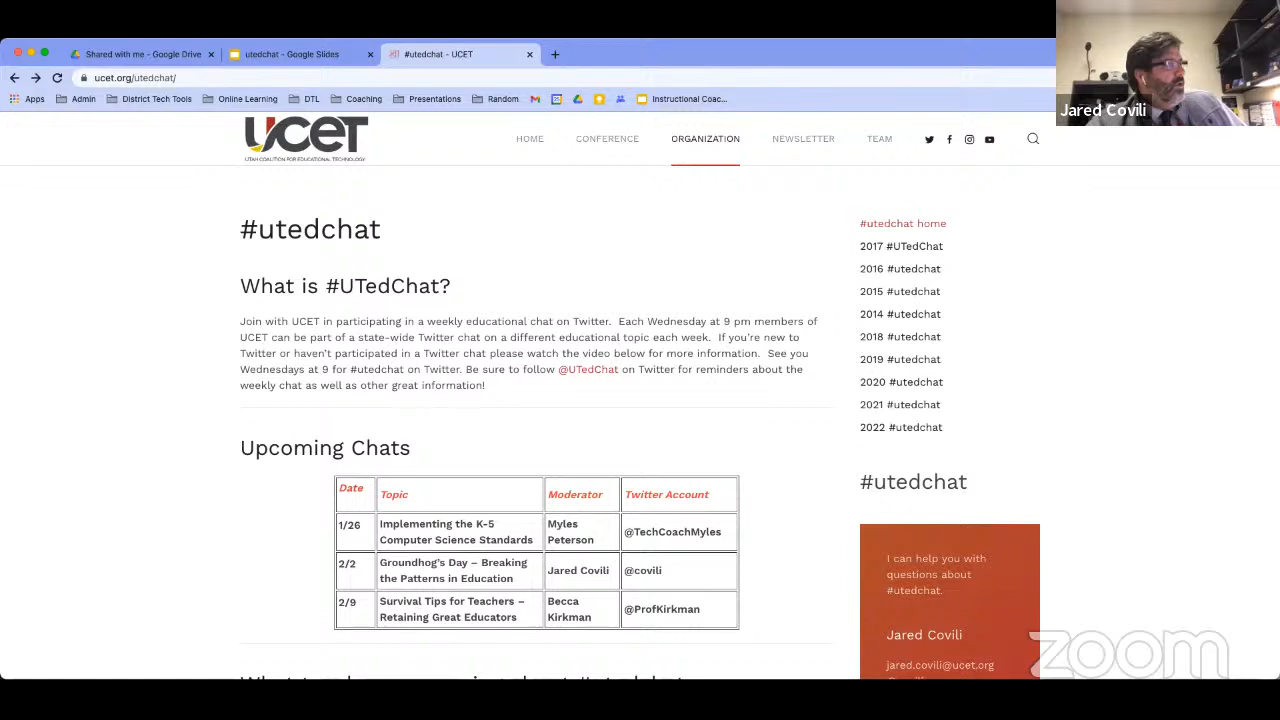 Shared with me - Google Drive
UCET.org - Google Slides
#utedchat - UCET
ucet.org/utedchat/
Apps
Admin
District Tech Tools
Online Learning
Coaching
Instructional Coac...
Jared Covili
ucet
UTAH COALITION FOR EDUCATIONAL TECHNOLOGY
HOME
CONFERENCE
ORGANIZATION
NEWSLETTER
TEAM
#utedchat
What is #UTedChat?
Join with UCET in participating in a weekly educational chat on Twitter. Each Wednesday at 9 pm members of
UCET can be part of a state-wide Twitter chat on a different educational topic each week. If you're new to
Twitter or haven't participated in a Twitter chat please watch the video below for more information. See you
Wednesdays at 9 for #utedchat on Twitter. Be sure to follow @UTedChat on Twitter for reminders about the
weekly chat as well as other great information!
Upcoming Chats
Date Topic Moderator Twitter Account
1/26 Implementing the K-5 Computer Science Standards Myles Peterson @TechCoachMyles
2/2 Groundhog's Day – Breaking the Patterns in Education Jared Covili @covili
2/9 Survival Tips for Teachers – Retaining Great Educators Becca Kirkman @ProfKirkman
#utedchat home
2017 #UTedChat
2016 #utedchat
2015 #utedchat
2014 #utedchat
2018 #utedchat
2019 #utedchat
2020 #utedchat
2021 #utedchat
2022 #utedchat
#utedchat
I can help you with
questions about
#utedchat.
Jared Covili
jared.covili@ucet.org
zoom